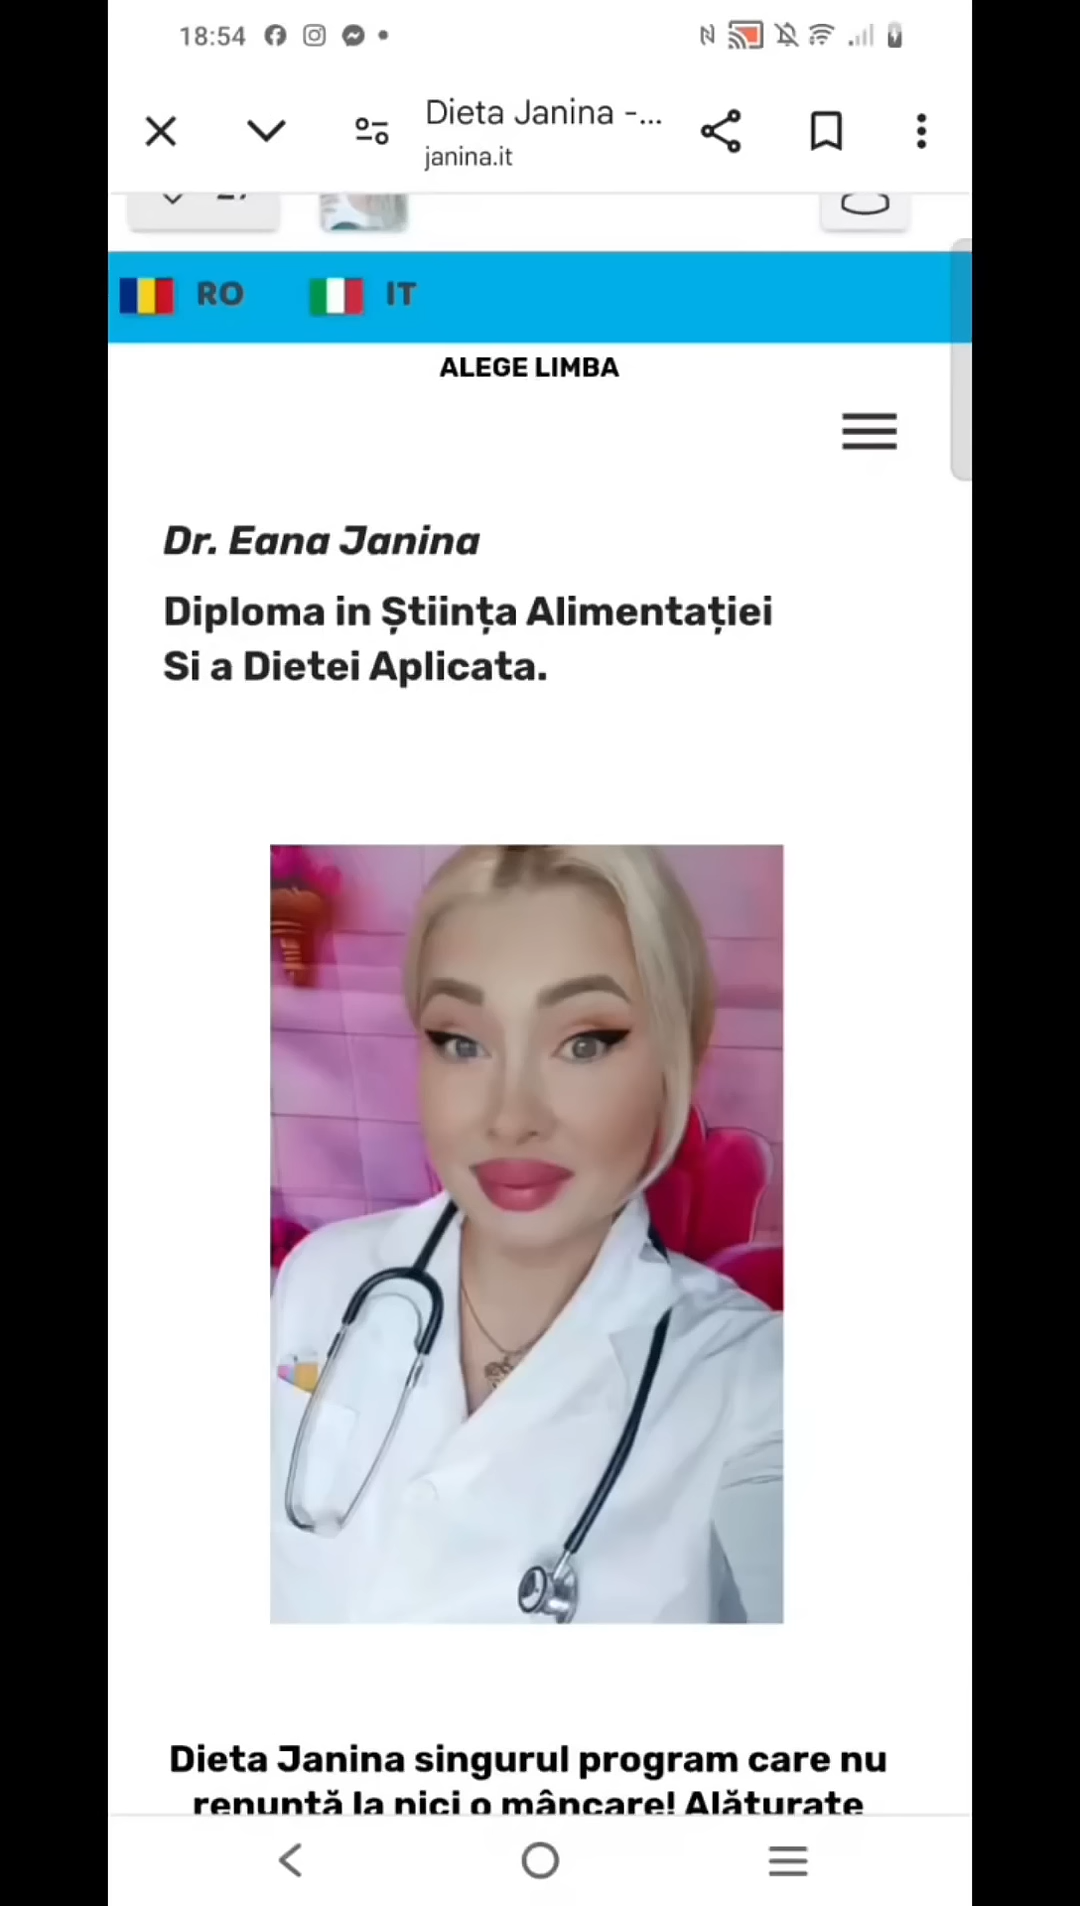 18:54
Dieta Janina -...
janina.it
RO IT
ALEGE LIMBA
Dr. Eana Janina
Diploma in Știința Alimentației
Si a Dietei Aplicata.
Dieta Janina singurul program care nu
renunță la nici o mâncare! Alăturate